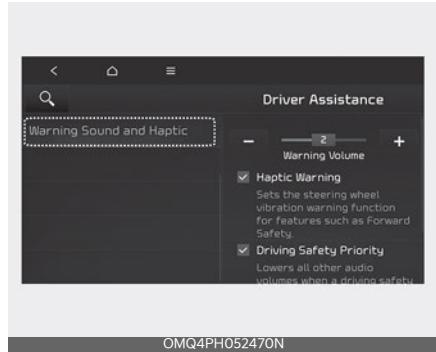 Driver Assistance
Warning Sound and Haptic
2
Warning Volume
Haptic Warning
Sets the steering wheel
vibration warning function
for features such as Forward
Safety.
Driving Safety Priority
Lowers all other audio
volumes when a driving safety
OMQ4PH052470N